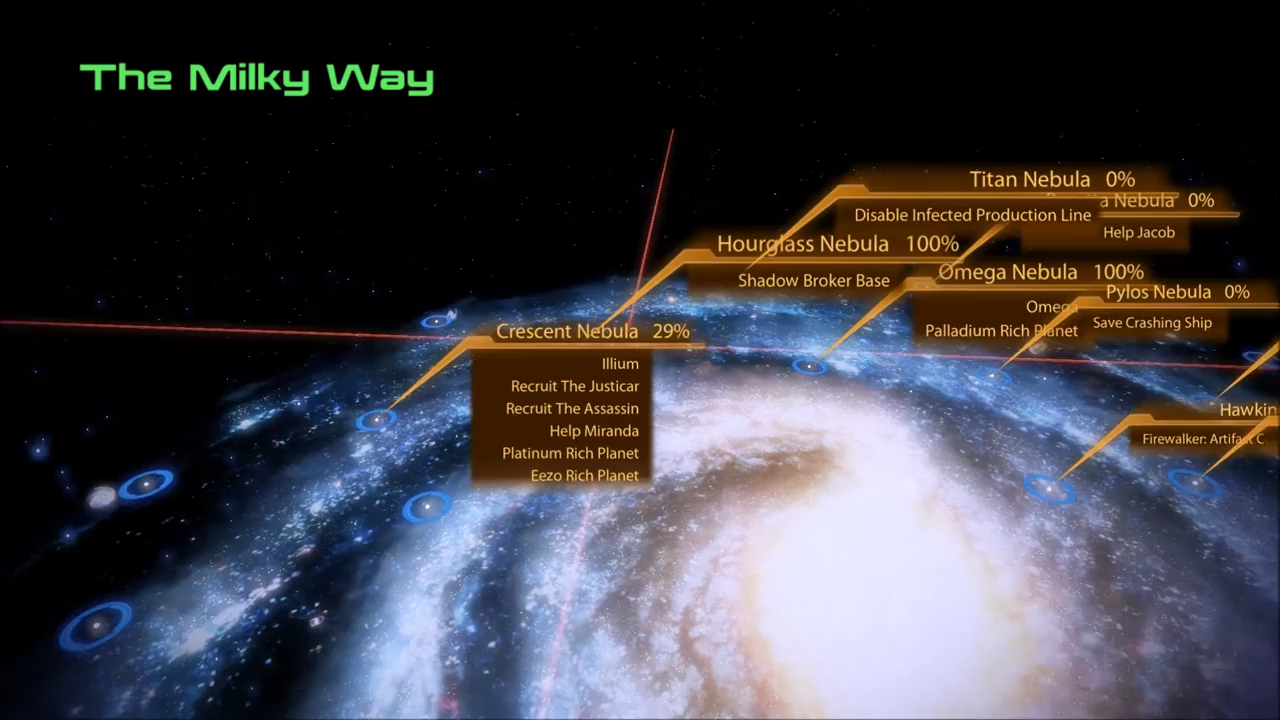 The Milky Way
Titan Nebula 0%
Disable Infected Production Line
a Nebula 0%
Help Jacob
Hourglass Nebula 100%
Shadow Broker Base
Omega Nebula 100%
Omega
Palladium Rich Planet
Pylos Nebula 0%
Save Crashing Ship
Crescent Nebula 29%
Illium
Recruit The Justicar
Recruit The Assassin
Help Miranda
Platinum Rich Planet
Eezo Rich Planet
Hawkin
Firewalker: Artifact C